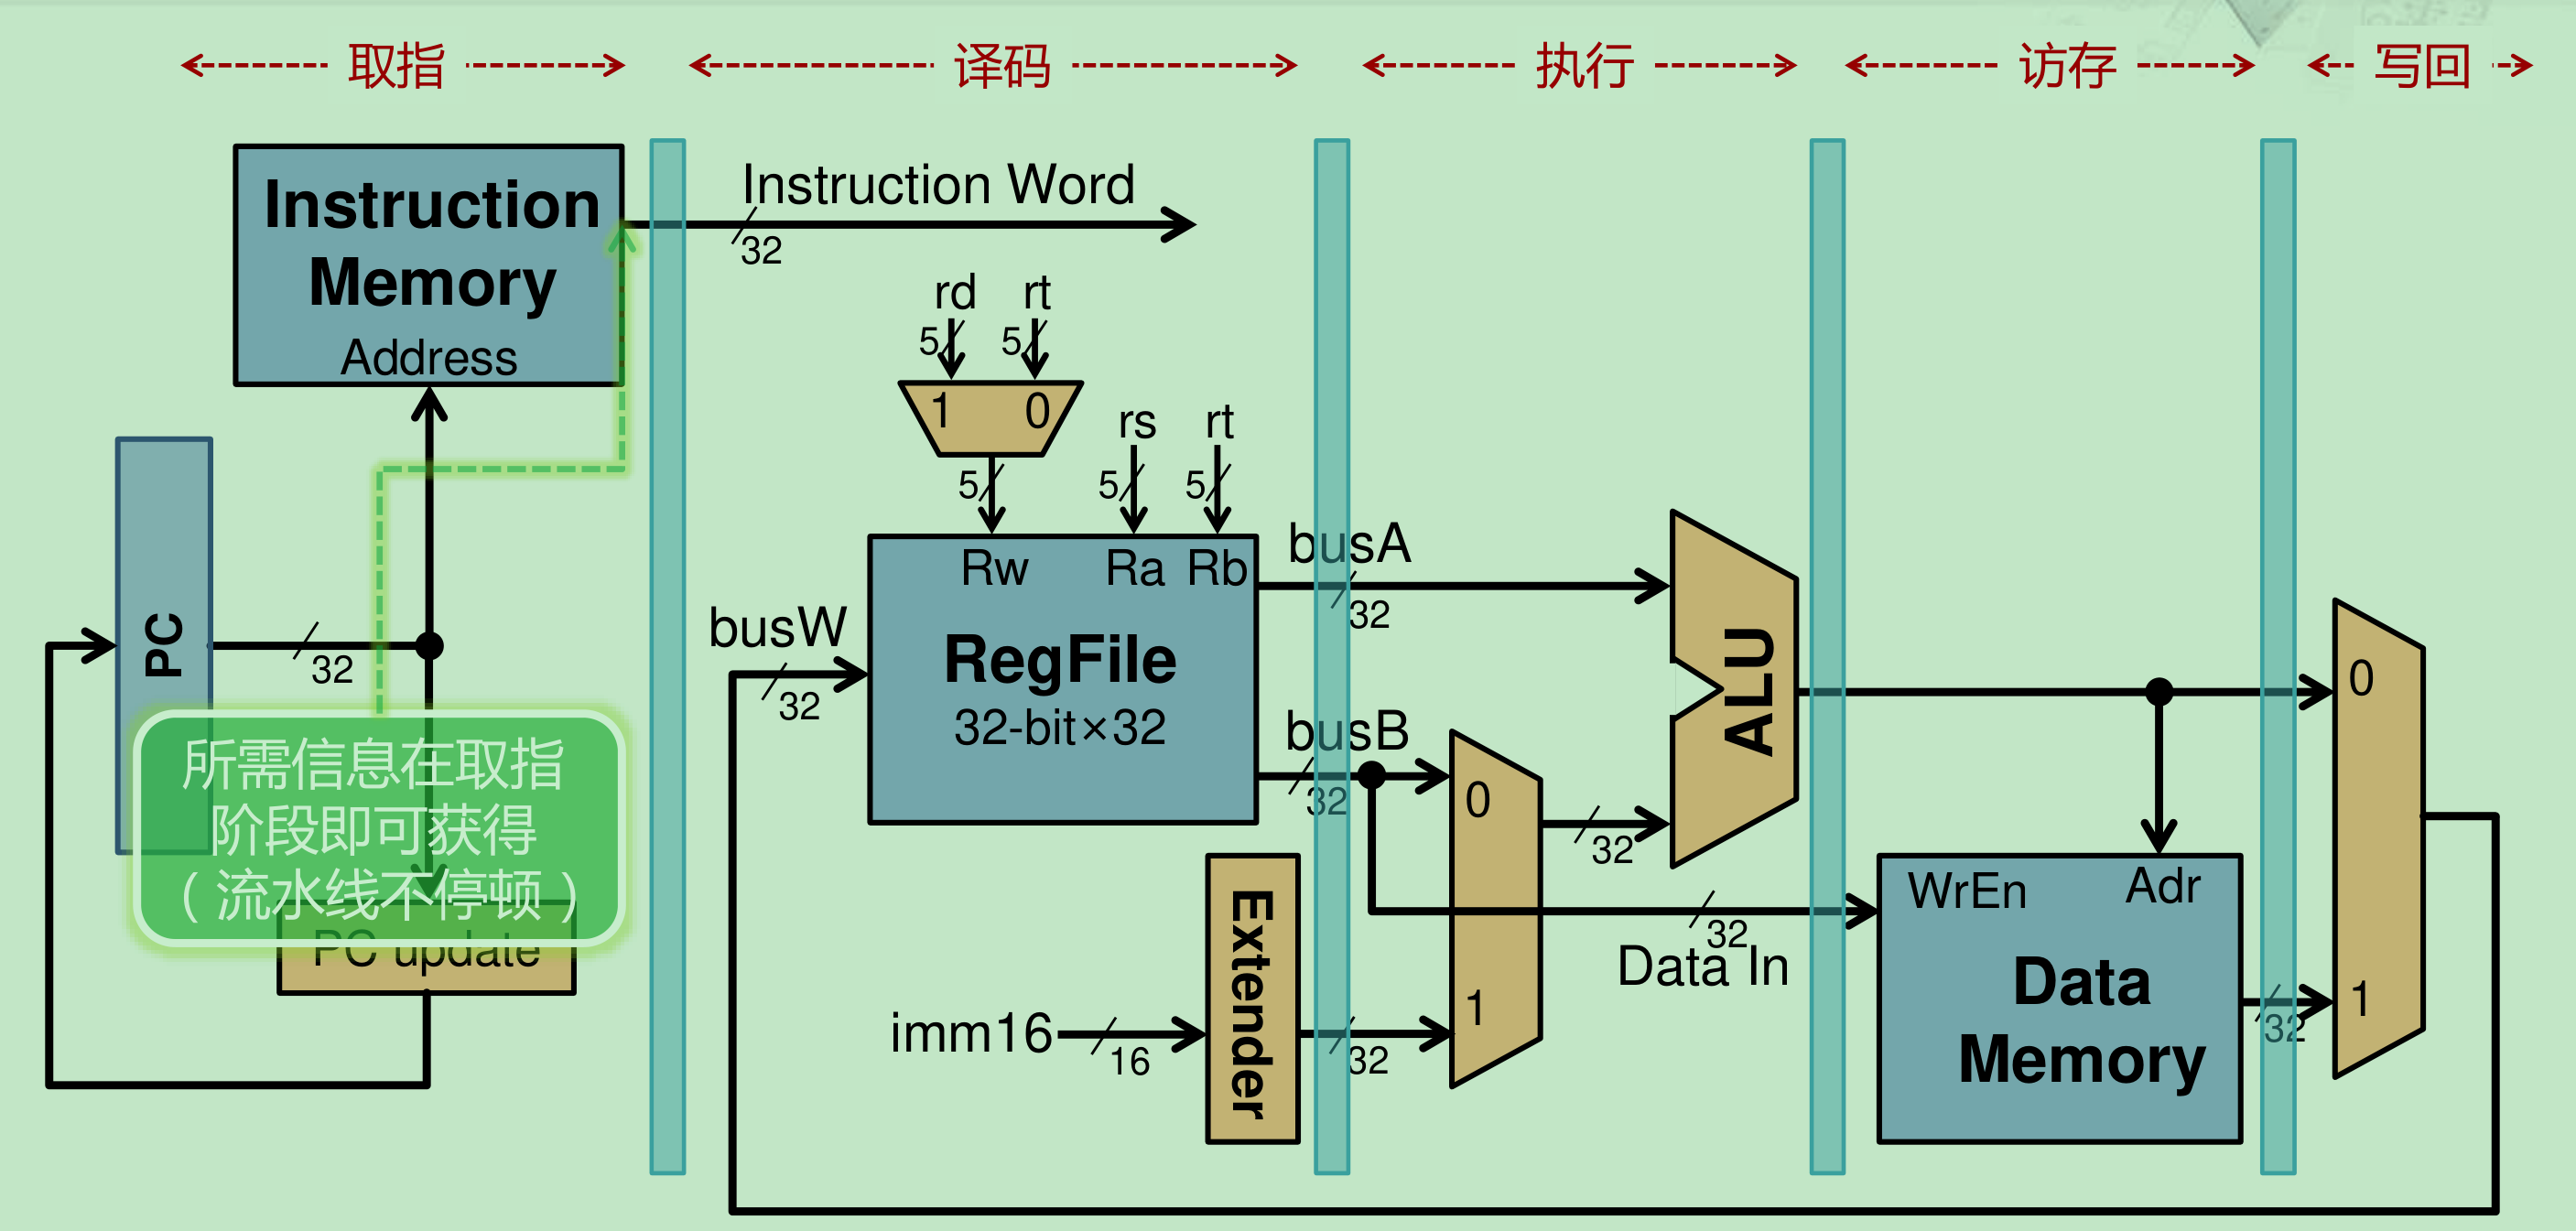 取指
译码
执行
访存
写回
Instruction
Memory
Address
Instruction Word
32
rd
rt
5
5
1
0
rs
rt
5
5
5
PC
32
Rw
Ra
Rb
RegFile
32-bit×32
busW
32
busA
32
busB
32
ALU
0
1
32
所需信息在取指
阶段即可获得
（流水线不停顿）
PC update
imm16
16
Extender
32
32
Data In
WrEn
Adr
Data
Memory
32
0
1